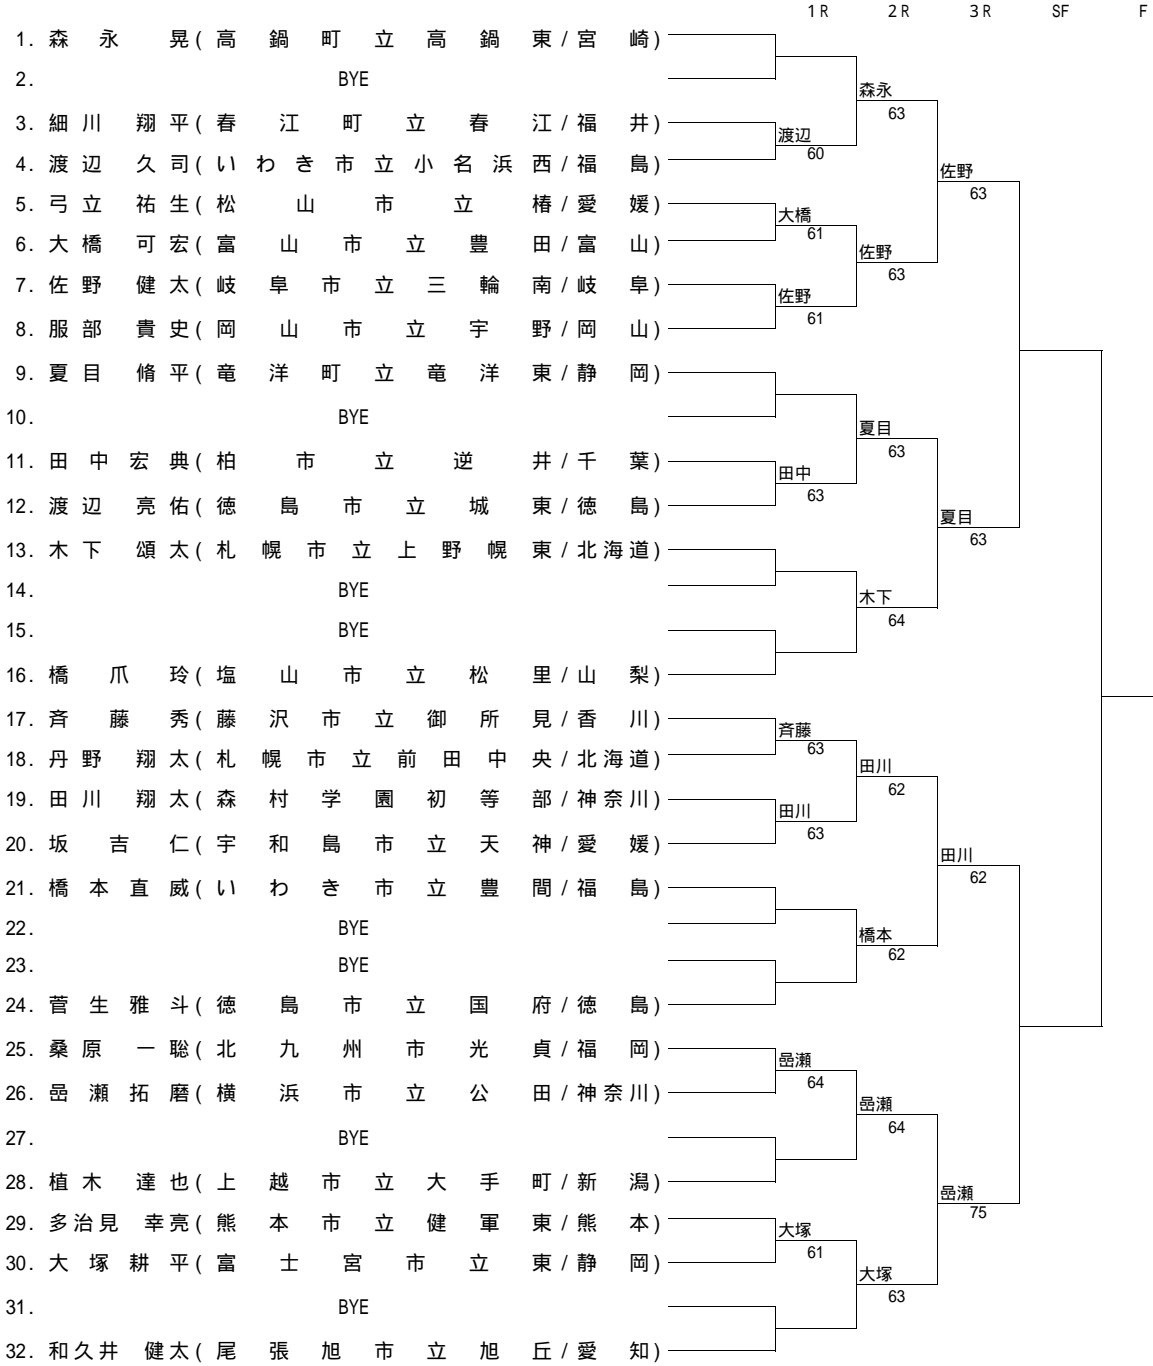 1R 2R 3R SF F
1. 森永 晃(高鍋町立高鍋東/宮崎)
2. BYE
森永
63
3. 細川 翔平(春江町立春江/福井)
渡辺
60
4. 渡辺 久司(いわき市立小名浜西/福島)
佐野
63
5. 弓立 祐生(松山市立椿/愛媛)
大橋
61
6. 大橋 可宏(富山市立豊田/富山)
佐野
63
7. 佐野 健太(岐阜市立三輪南/岐阜)
佐野
61
8. 服部 貴史(岡山市立宇野/岡山)
9. 夏目 脩平(竜洋町立竜洋東/静岡)
10. BYE
夏目
63
11. 田中宏典(柏市立逆井/千葉)
田中
63
12. 渡辺 亮佑(徳島市立城東/徳島)
夏目
63
13. 木下 頌太(札幌市立上野幌東/北海道)
14. BYE
木下
64
15. BYE
16. 橋爪 玲(塩山市立松里/山梨)
17. 斉藤 秀(藤沢市立御所見/香川)
斉藤
63
18. 丹野 翔太(札幌市立前田中央/北海道)
田川
62
19. 田川 翔太(森村学園初等部/神奈川)
田川
63
20. 坂吉 仁(宇和島市立天神/愛媛)
田川
62
21. 橋本直威(いわき市立豊間/福島)
22. BYE
橋本
62
23. BYE
24. 菅生雅斗(徳島市立国府/徳島)
25. 桑原 一聡(北九州市光貞/福岡)
喦瀬
64
26. 喦瀬拓磨(横浜市立公田/神奈川)
喦瀬
64
27. BYE
28. 植木 達也(上越市立大手町/新潟)
喦瀬
75
29. 多治見 幸亮(熊本市立健軍東/熊本)
大塚
61
30. 大塚耕平(富士宮市立東/静岡)
大塚
63
31. BYE
32. 和久井 健太(尾張旭市立旭丘/愛知)